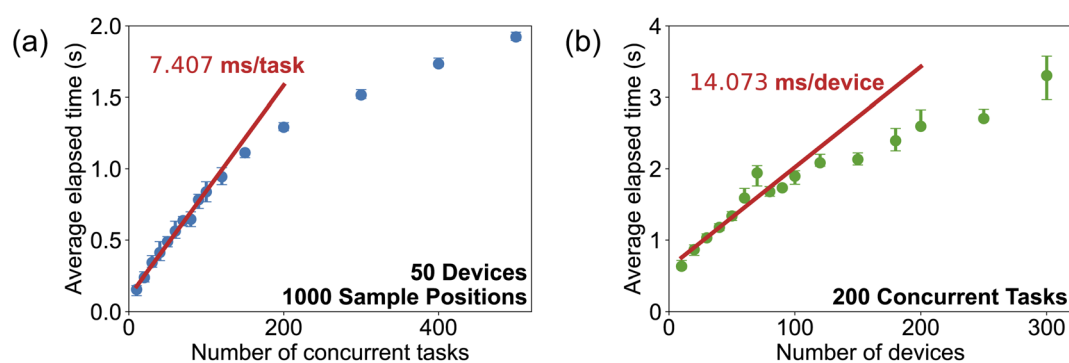 (a)
Average elapsed time (s)
2.0
1.5
1.0
0.5
0.0
7.407 ms/task
50 Devices
1000 Sample Positions
0
200
400
Number of concurrent tasks
(b)
Average elapsed time (s)
4
3
2
1
0
14.073 ms/device
200 Concurrent Tasks
0
100
200
300
Number of devices